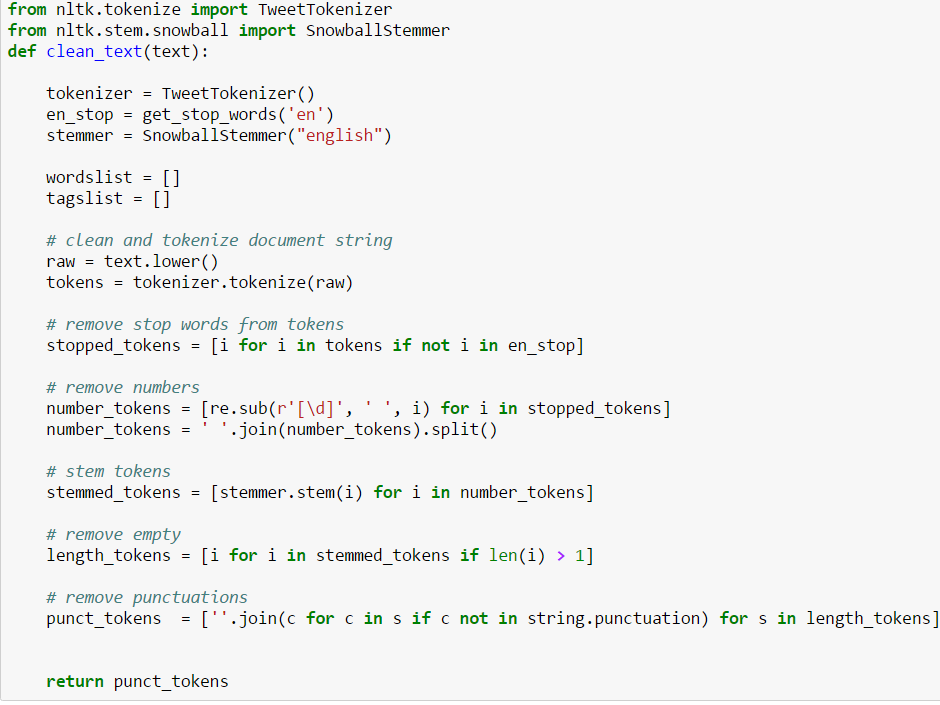 from nltk.tokenize import TweetTokenizer
from nltk.stem.snowball import SnowballStemmer
def clean_text(text):
    tokenizer = TweetTokenizer()
    en_stop = get_stop_words('en')
    stemmer = SnowballStemmer("english")
    wordslist = []
    tagslist = []
    # clean and tokenize document string
    raw = text.lower()
    tokens = tokenizer.tokenize(raw)
    # remove stop words from tokens
    stopped_tokens = [i for i in tokens if not i in en_stop]
    # remove numbers
    number_tokens = [re.sub(r'[\d]', ' ', i) for i in stopped_tokens]
    number_tokens = ' '.join(number_tokens).split()
    # stem tokens
    stemmed_tokens = [stemmer.stem(i) for i in number_tokens]
    # remove empty
    length_tokens = [i for i in stemmed_tokens if len(i) > 1]
    # remove punctuations
    punct_tokens  = [''.join(c for c in s if c not in string.punctuation) for s in length_tokens]
    return punct_tokens